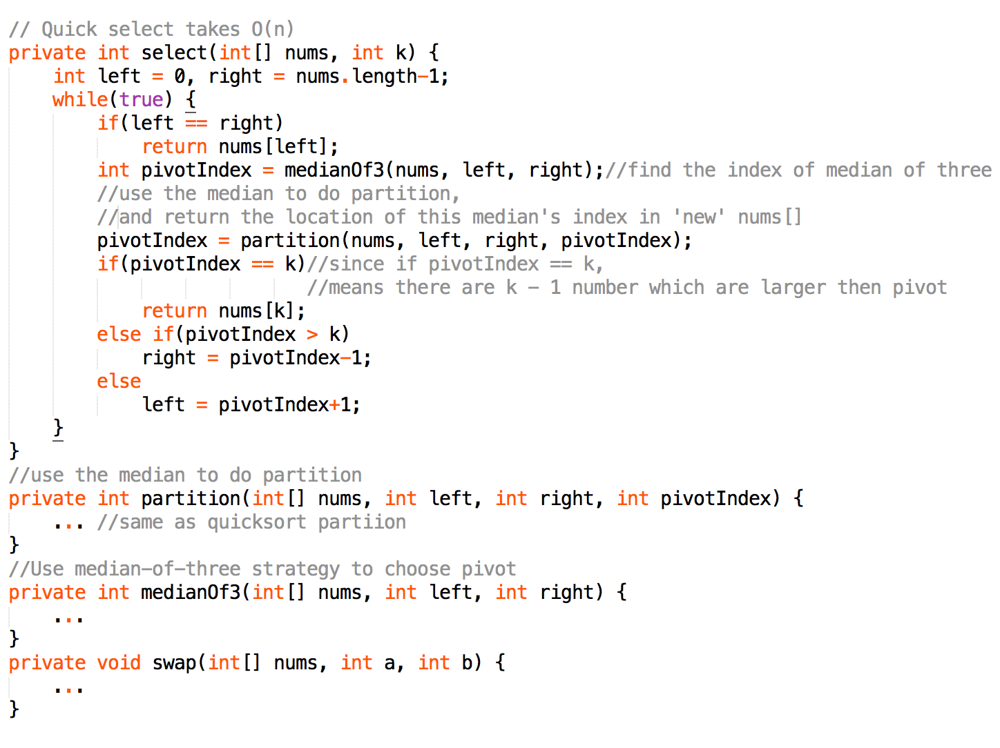 // Quick select takes O(n)
private int select(int[] nums, int k) {
    int left = 0, right = nums.length-1;
    while(true) {
        if(left == right)
            return nums[left];
        int pivotIndex = medianOf3(nums, left, right);//find the index of median of three
        //use the median to do partition,
        //and return the location of this median's index in 'new' nums[]
        pivotIndex = partition(nums, left, right, pivotIndex);
        if(pivotIndex == k)//since if pivotIndex == k,
                           //means there are k - 1 number which are larger then pivot
            return nums[k];
        else if(pivotIndex > k)
            right = pivotIndex-1;
        else
            left = pivotIndex+1;
    }
}
//use the median to do partition
private int partition(int[] nums, int left, int right, int pivotIndex) {
    ... //same as quicksort partiion
}
//Use median-of-three strategy to choose pivot
private int medianOf3(int[] nums, int left, int right) {
    ...
}
private void swap(int[] nums, int a, int b) {
    ...
}